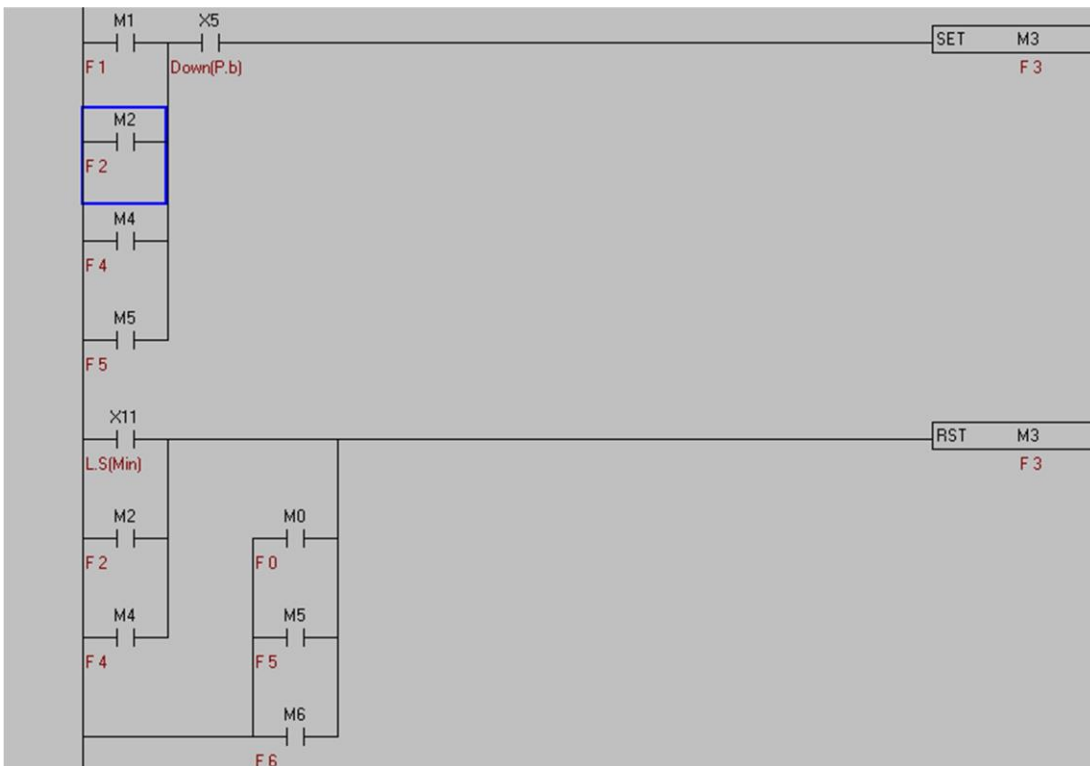 M1 X5
SET M3
F 1 Down(P.b) F 3
M2
F 2
M4
F 4
M5
F 5
X11
RST M3
L.S(Min) F 3
M2 M0
F 2 F 0
M4 M5
F 4 F 5
M6
F 6